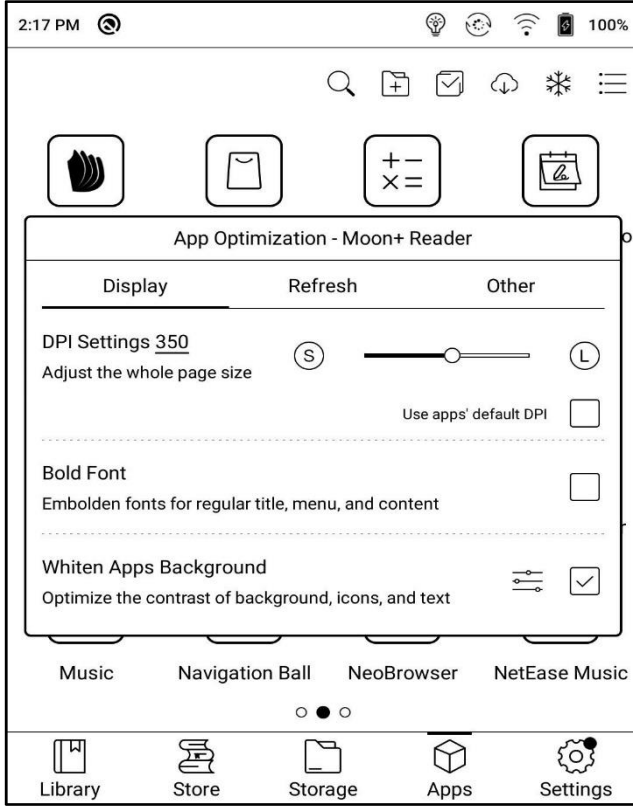 2:17 PM 100%
App Optimization - Moon+ Reader
Display Refresh Other
DPI Settings 350
S L
Adjust the whole page size
Use apps' default DPI
Bold Font
Embolden fonts for regular title, menu, and content
Whiten Apps Background
Optimize the contrast of background, icons, and text
Music Navigation Ball NeoBrowser NetEase Music
Library Store Storage Apps Settings